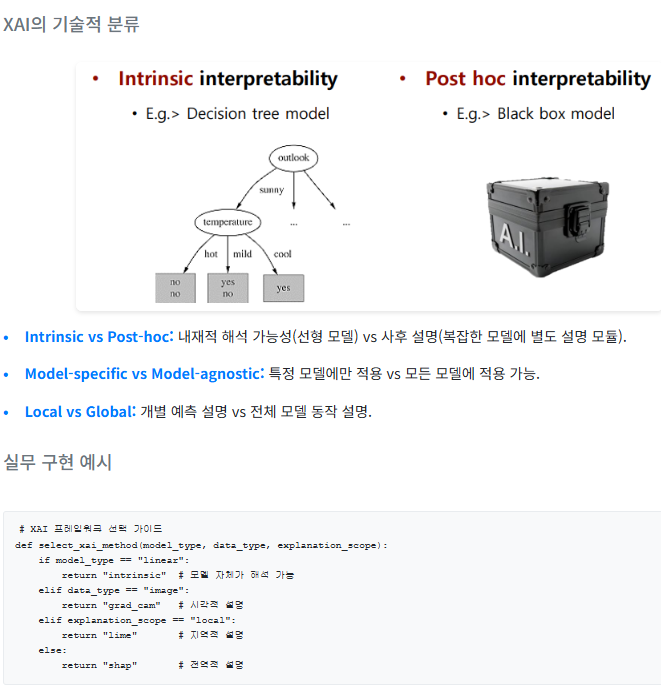 XAI의 기술적 분류
• Intrinsic interpretability
• E.g.> Decision tree model
outlook
sunny
temperature
... ...
hot mild cool
no yes yes
no no
• Post hoc interpretability
• E.g.> Black box model
A.I.
• Intrinsic vs Post-hoc: 내재적 해석 가능성(선형 모델) vs 사후 설명(복잡한 모델에 별도 설명 모듈).
• Model-specific vs Model-agnostic: 특정 모델에만 적용 vs 모든 모델에 적용 가능.
• Local vs Global: 개별 예측 설명 vs 전체 모델 동작 설명.
실무 구현 예시
# XAI 프레임워크 선택 가이드
def select_xai_method(model_type, data_type, explanation_scope):
    if model_type == "linear":
        return "intrinsic"  # 모델 자체가 해석 가능
    elif data_type == "image":
        return "grad_cam"   # 시각적 설명
    elif explanation_scope == "local":
        return "lime"       # 지역적 설명
    else:
        return "shap"       # 전역적 설명